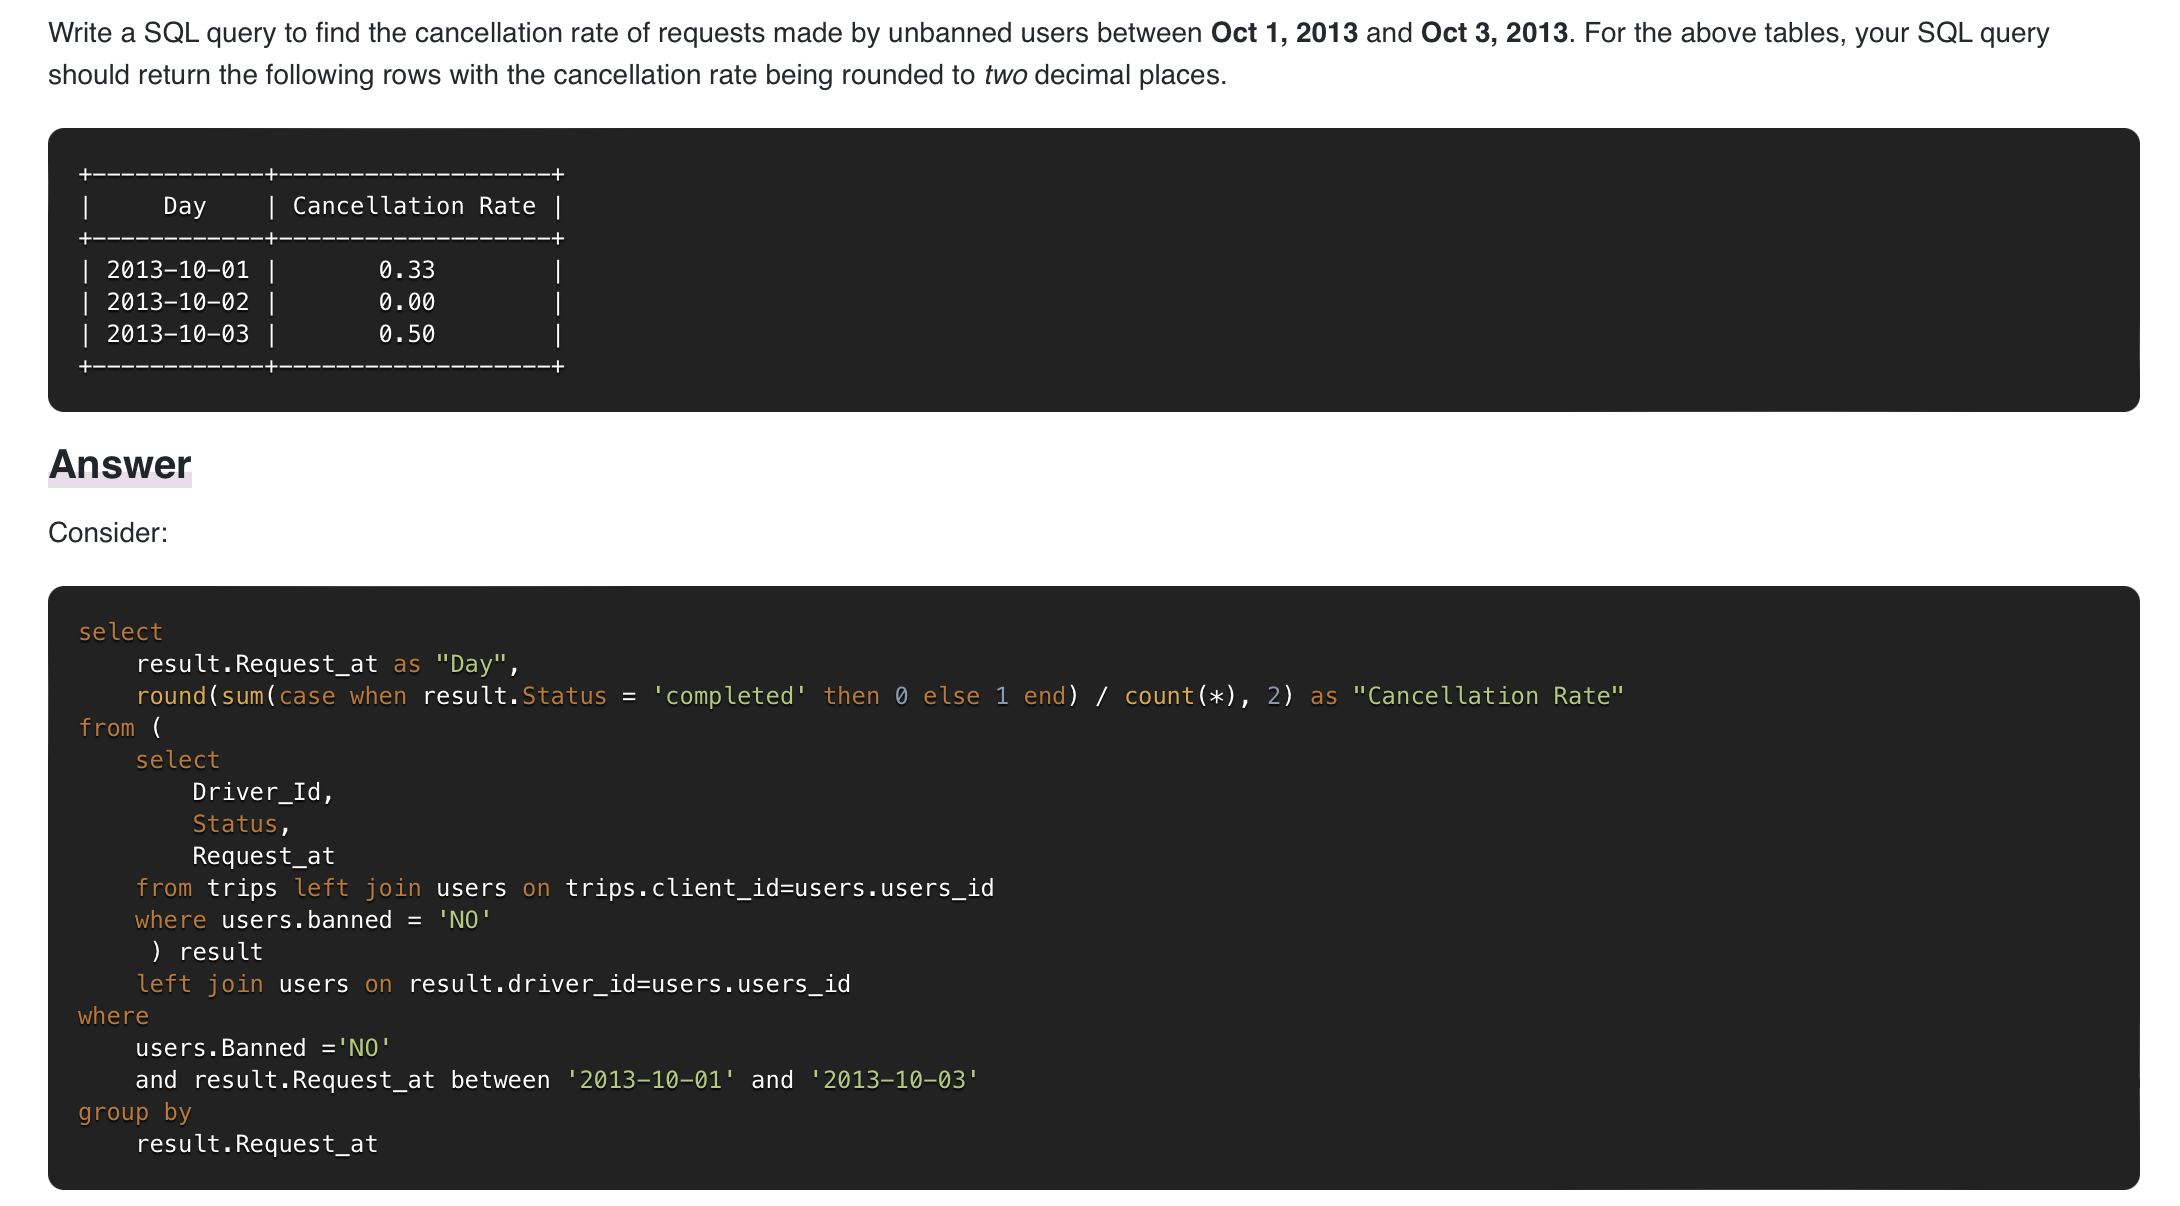 Write a SQL query to find the cancellation rate of requests made by unbanned users between Oct 1, 2013 and Oct 3, 2013. For the above tables, your SQL query
should return the following rows with the cancellation rate being rounded to two decimal places.
+------------+-------------------+
|     Day    | Cancellation Rate |
+------------+-------------------+
| 2013-10-01 |       0.33        |
| 2013-10-02 |       0.00        |
| 2013-10-03 |       0.50        |
+------------+-------------------+
Answer
Consider:
select
    result.Request_at as "Day",
    round(sum(case when result.Status = 'completed' then 0 else 1 end) / count(*), 2) as "Cancellation Rate"
from (
    select
        Driver_Id,
        Status,
        Request_at
    from trips left join users on trips.client_id=users.users_id
    where users.banned = 'NO'
     ) result
    left join users on result.driver_id=users.users_id
where
    users.Banned ='NO'
    and result.Request_at between '2013-10-01' and '2013-10-03'
group by
    result.Request_at